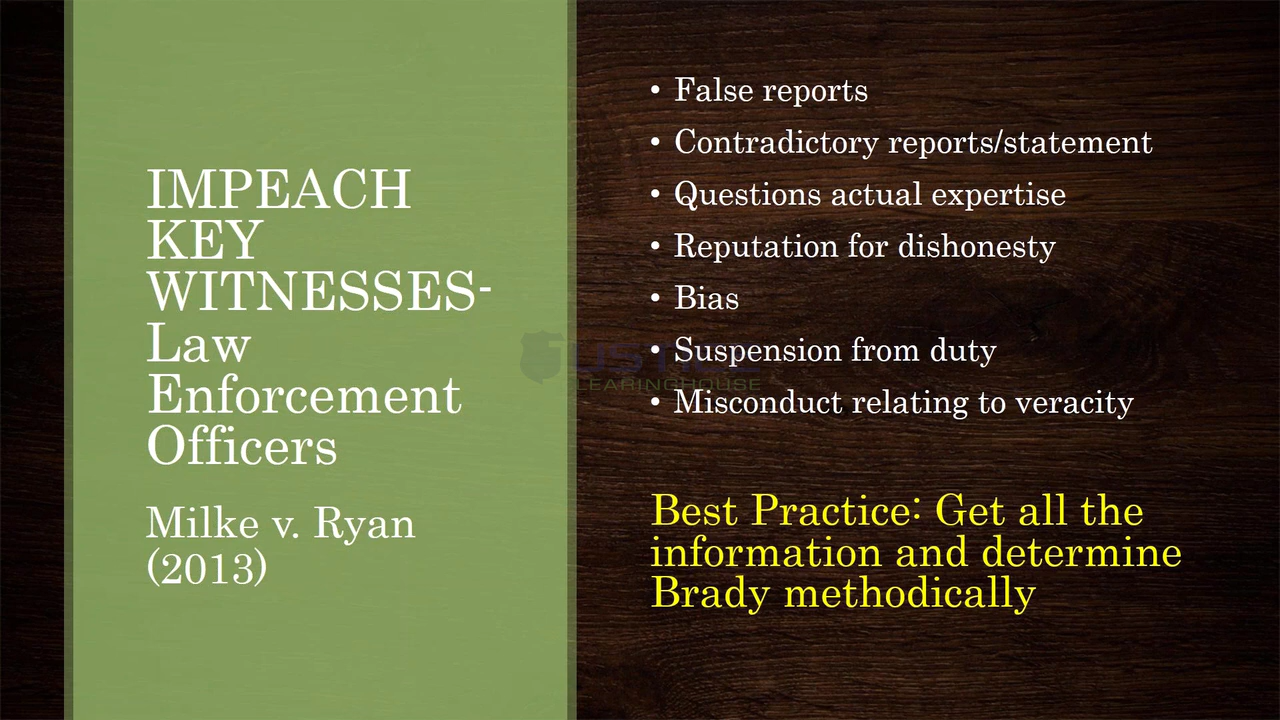 IMPEACH
KEY
WITNESSES-
Law
Enforcement
Officers
Milke v. Ryan
(2013)
• False reports
• Contradictory reports/statement
• Questions actual expertise
• Reputation for dishonesty
• Bias
• Suspension from duty
• Misconduct relating to veracity
Best Practice: Get all the
information and determine
Brady methodically
USTICE
LEARINGHOUSE